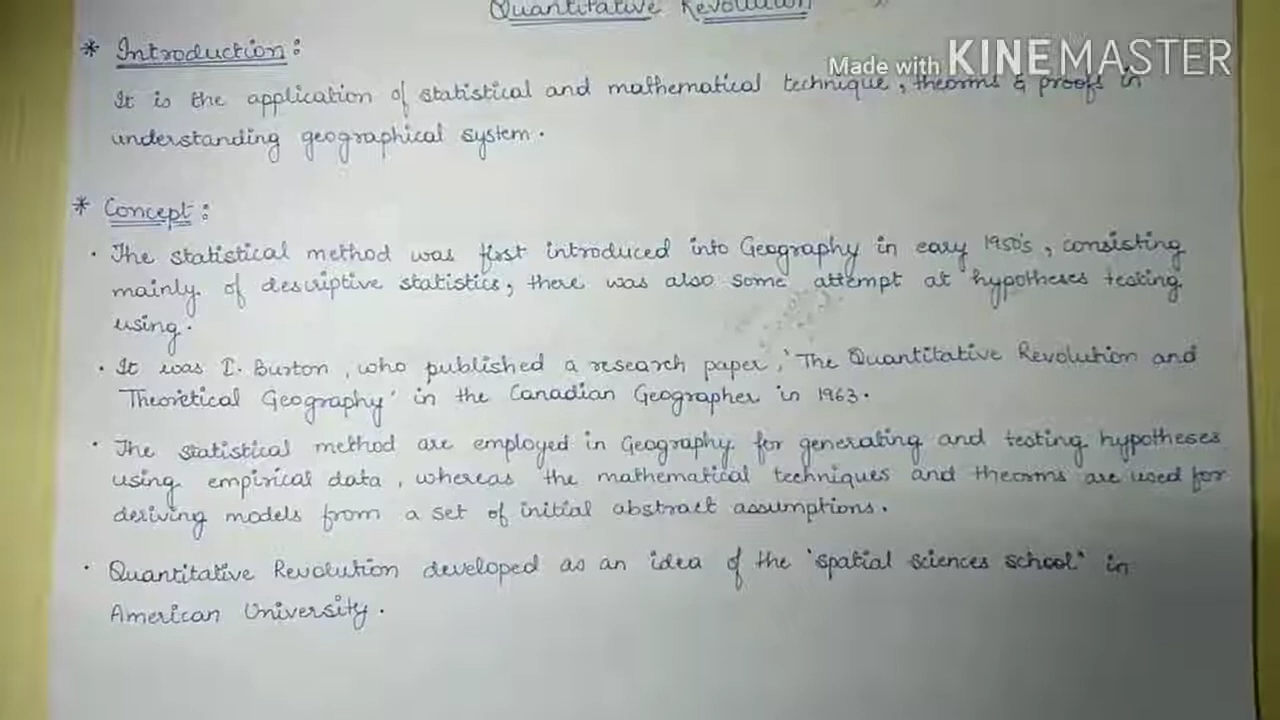 Quantitative Revolution
Made with KINEMASTER
* Introduction:
It is the application of statistical and mathematical technique, theorms & proofs in
understanding geographical system.
* Concept:
• The statistical method was first introduced into Geography in eary 1950's, consisting
mainly of descriptive statistics, there was also some attempt at hypotheses testing
using.
• It was I. Burton, who published a research paper, 'The Quantitative Revolution and
Theoretical Geography' in the Canadian Geographer in 1963.
• The statistical method are employed in Geography for generating and testing hypotheses
using empirical data, whereas the mathematical techniques and theorms are used for
deriving models from a set of initial abstract assumptions.
• Quantitative Revolution developed as an idea of the 'spatial sciences school' in
American University.